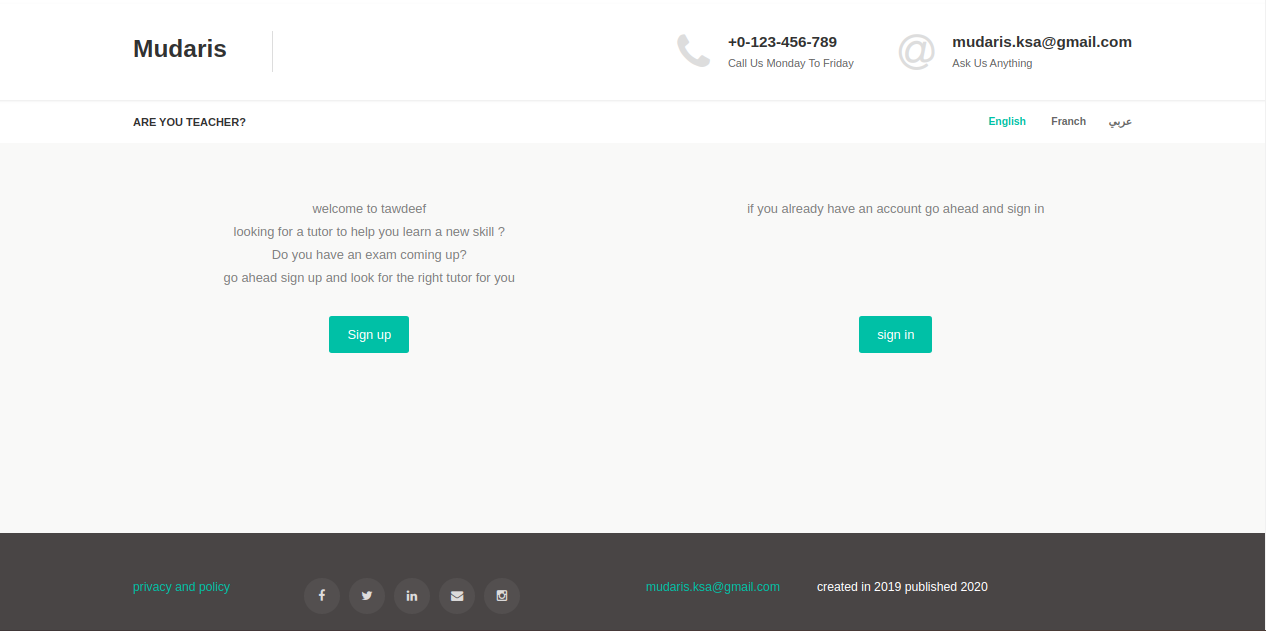 Mudaris
+0-123-456-789
Call Us Monday To Friday
mudaris.ksa@gmail.com
Ask Us Anything
ARE YOU TEACHER?
English Franch عربي
welcome to tawdeef
looking for a tutor to help you learn a new skill ?
Do you have an exam coming up?
go ahead sign up and look for the right tutor for you
Sign up
if you already have an account go ahead and sign in
sign in
privacy and policy
mudaris.ksa@gmail.com
created in 2019 published 2020